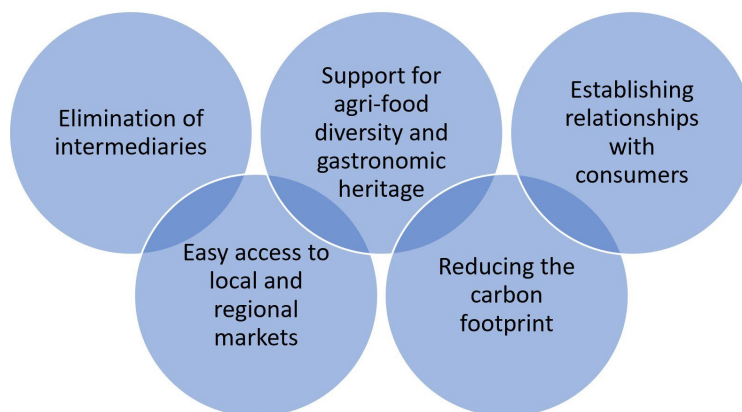 Elimination of
intermediaries
Support for
agri-food
diversity and
gastronomic
heritage
Establishing
relationships
with
consumers
Easy access to
local and
regional
markets
Reducing the
carbon
footprint